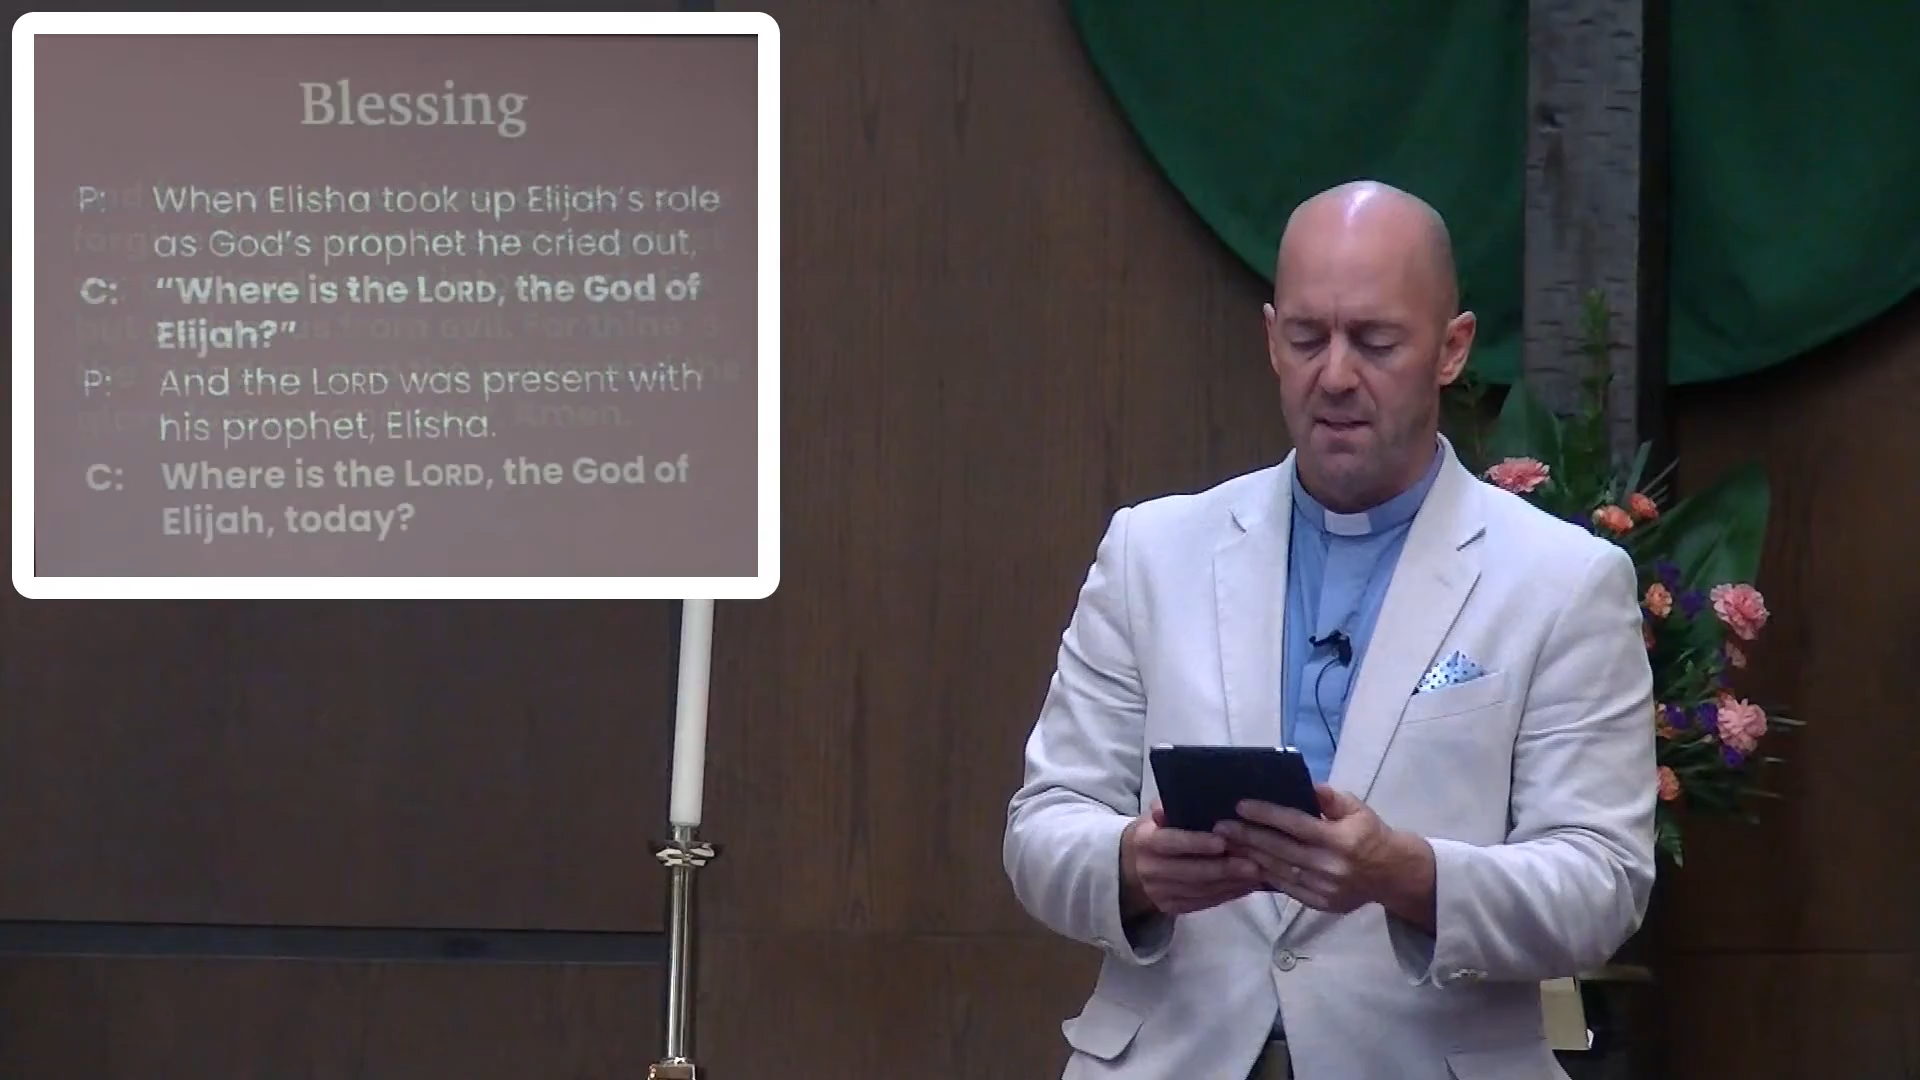 Blessing
P: When Elisha took up Elijah's role
as God's prophet he cried out,
C: "Where is the LORD, the God of
Elijah?"
P: And the LORD was present with
his prophet, Elisha.
C: Where is the LORD, the God of
Elijah, today?